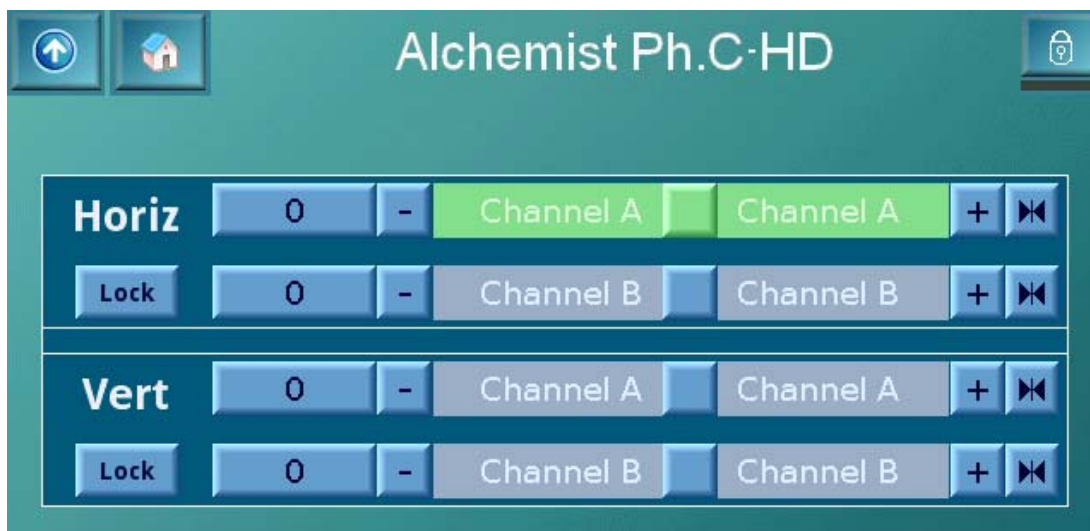 Alchemist Ph.C-HD
Horiz 0 - Channel A Channel A +
Lock 0 - Channel B Channel B +
Vert 0 - Channel A Channel A +
Lock 0 - Channel B Channel B +